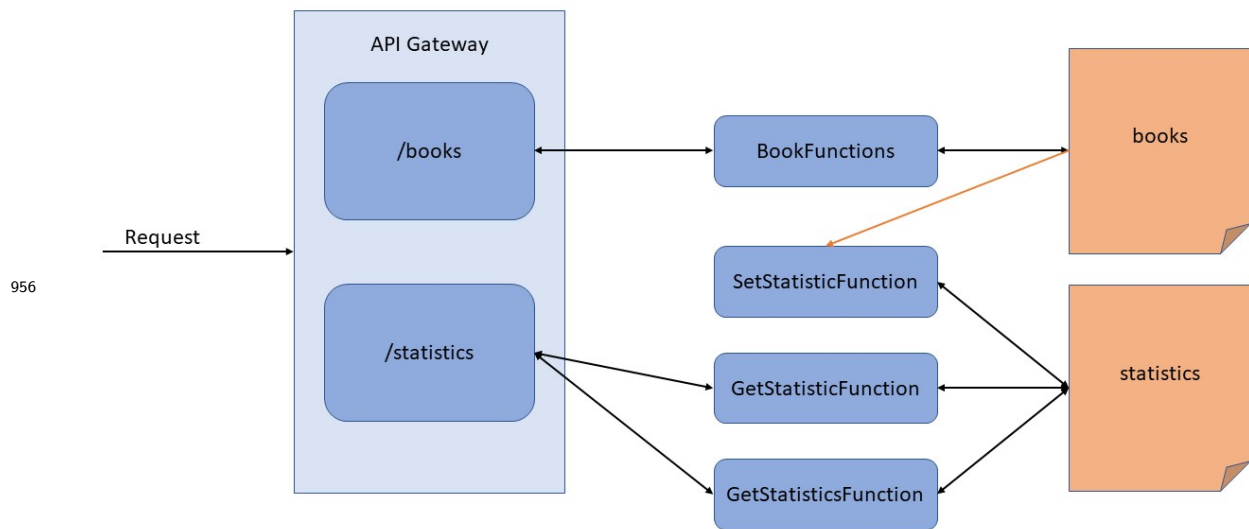 API Gateway
/books
BookFunctions
books
Request
956
SetStatisticFunction
/statistics
GetStatisticFunction
statistics
GetStatisticsFunction